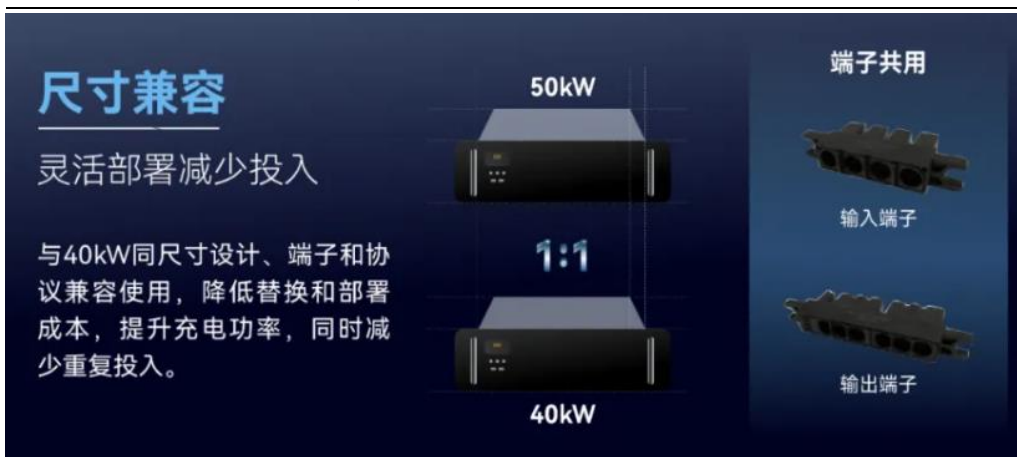 尺寸兼容
灵活部署减少投入
与40kW同尺寸设计、端子和协
议兼容使用，降低替换和部署
成本，提升充电功率，同时减
少重复投入。
50kW
1:1
40kW
端子共用
输入端子
输出端子